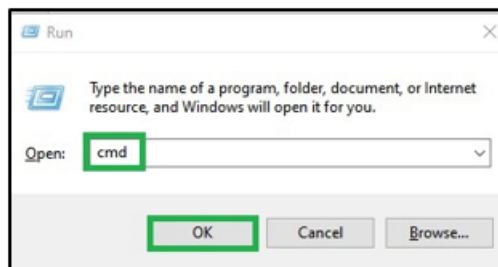 Run
Type the name of a program, folder, document, or Internet
resource, and Windows will open it for you.
Open: cmd
OK Cancel Browse...